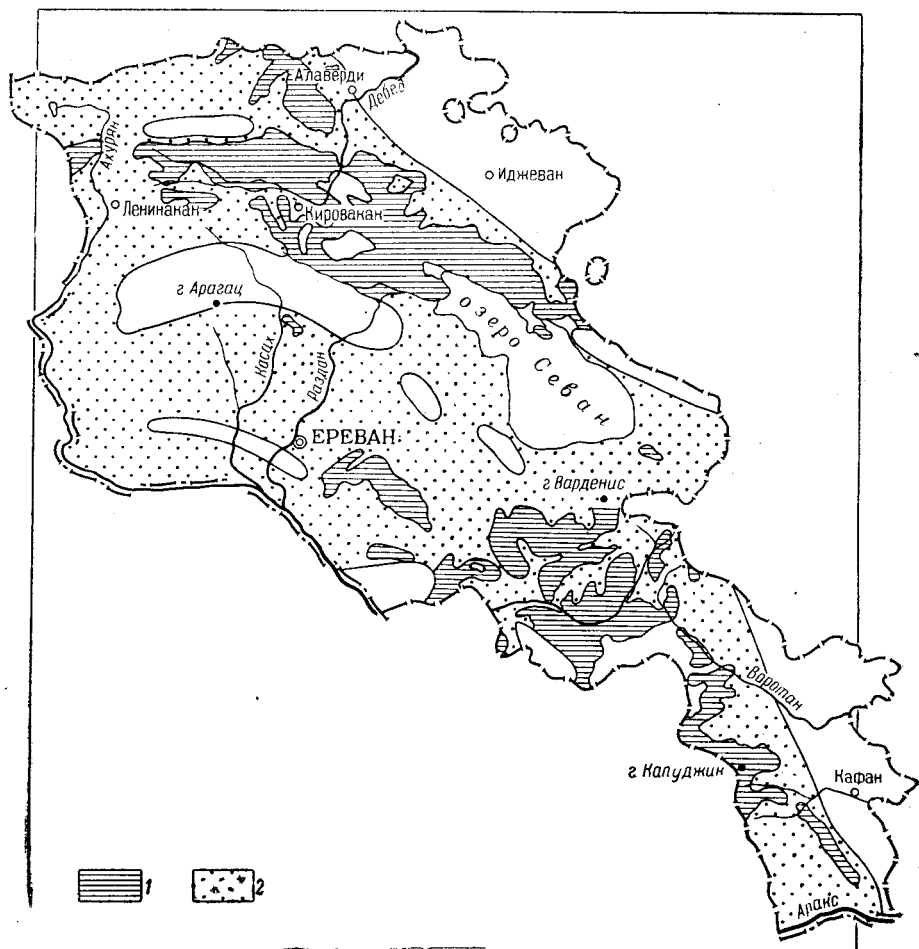 Алаверди
Дебед
Ахурян
Иджеван
Ленинакан
Кировакан
г Арагац
озеро Севан
Касах
Раздан
ЕРЕВАН
г Варденис
Воротан
г Капуджик
Кафан
Аракс
1
2